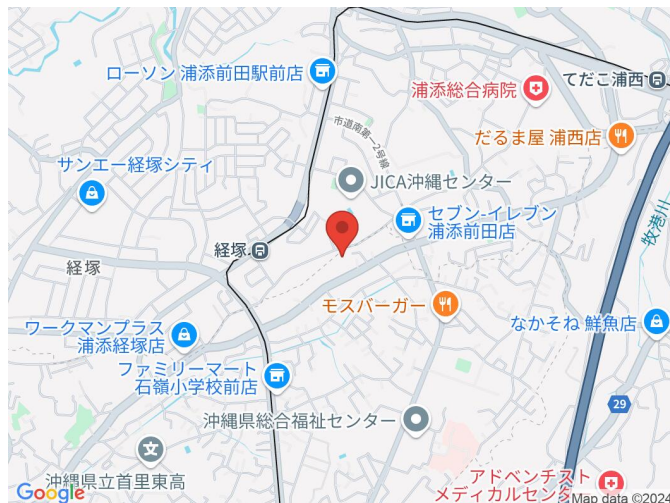 ローソン 浦添前田駅前店
てだこ浦西
浦添総合病院
市道南第一2号線
だるま屋 浦西店
サンエー経塚シティ
JICA沖縄センター
牧港川
セブン-イレブン
浦添前田店
経塚
経塚
モスバーガー
なかそね 鮮魚店
ワークマンプラス
浦添経塚店
ファミリーマート
石嶺小学校前店
29
沖縄県総合福祉センター
沖縄県立首里東高
アドベンチスト
メディカルセンタ
Google
Map data ©2024